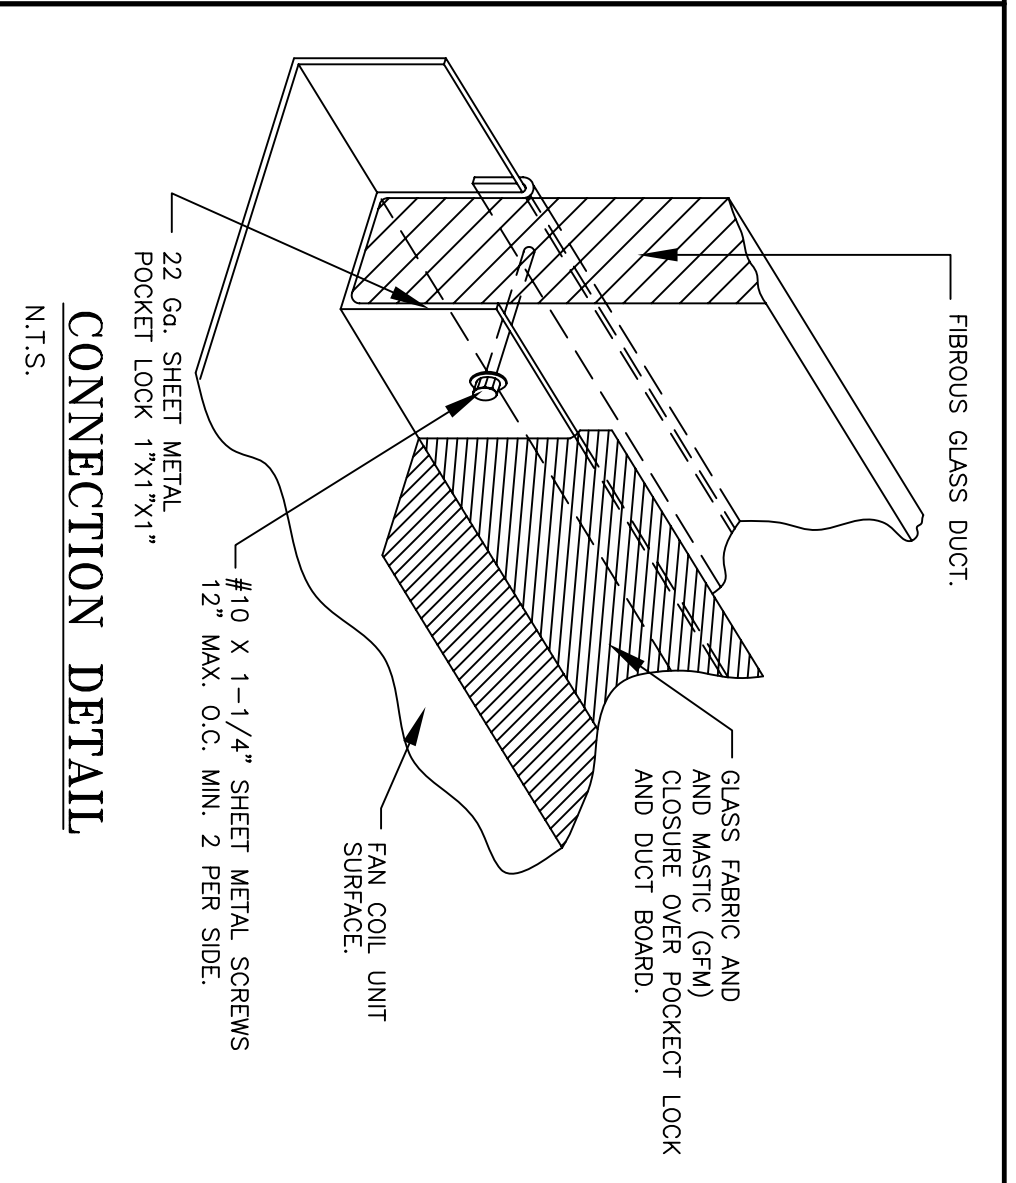 FIBROUS GLASS DUCT.
GLASS FABRIC AND
AND MASTIC (GFM)
CLOSURE OVER POCKECT LOCK
AND DUCT BOARD.
FAN COIL UNIT
SURFACE.
#10 X 1-1/4" SHEET METAL SCREWS
12" MAX. O.C. MIN. 2 PER SIDE.
22 Ga. SHEET METAL
POCKET LOCK 1"X1"X1"
CONNECTION DETAIL
N.T.S.